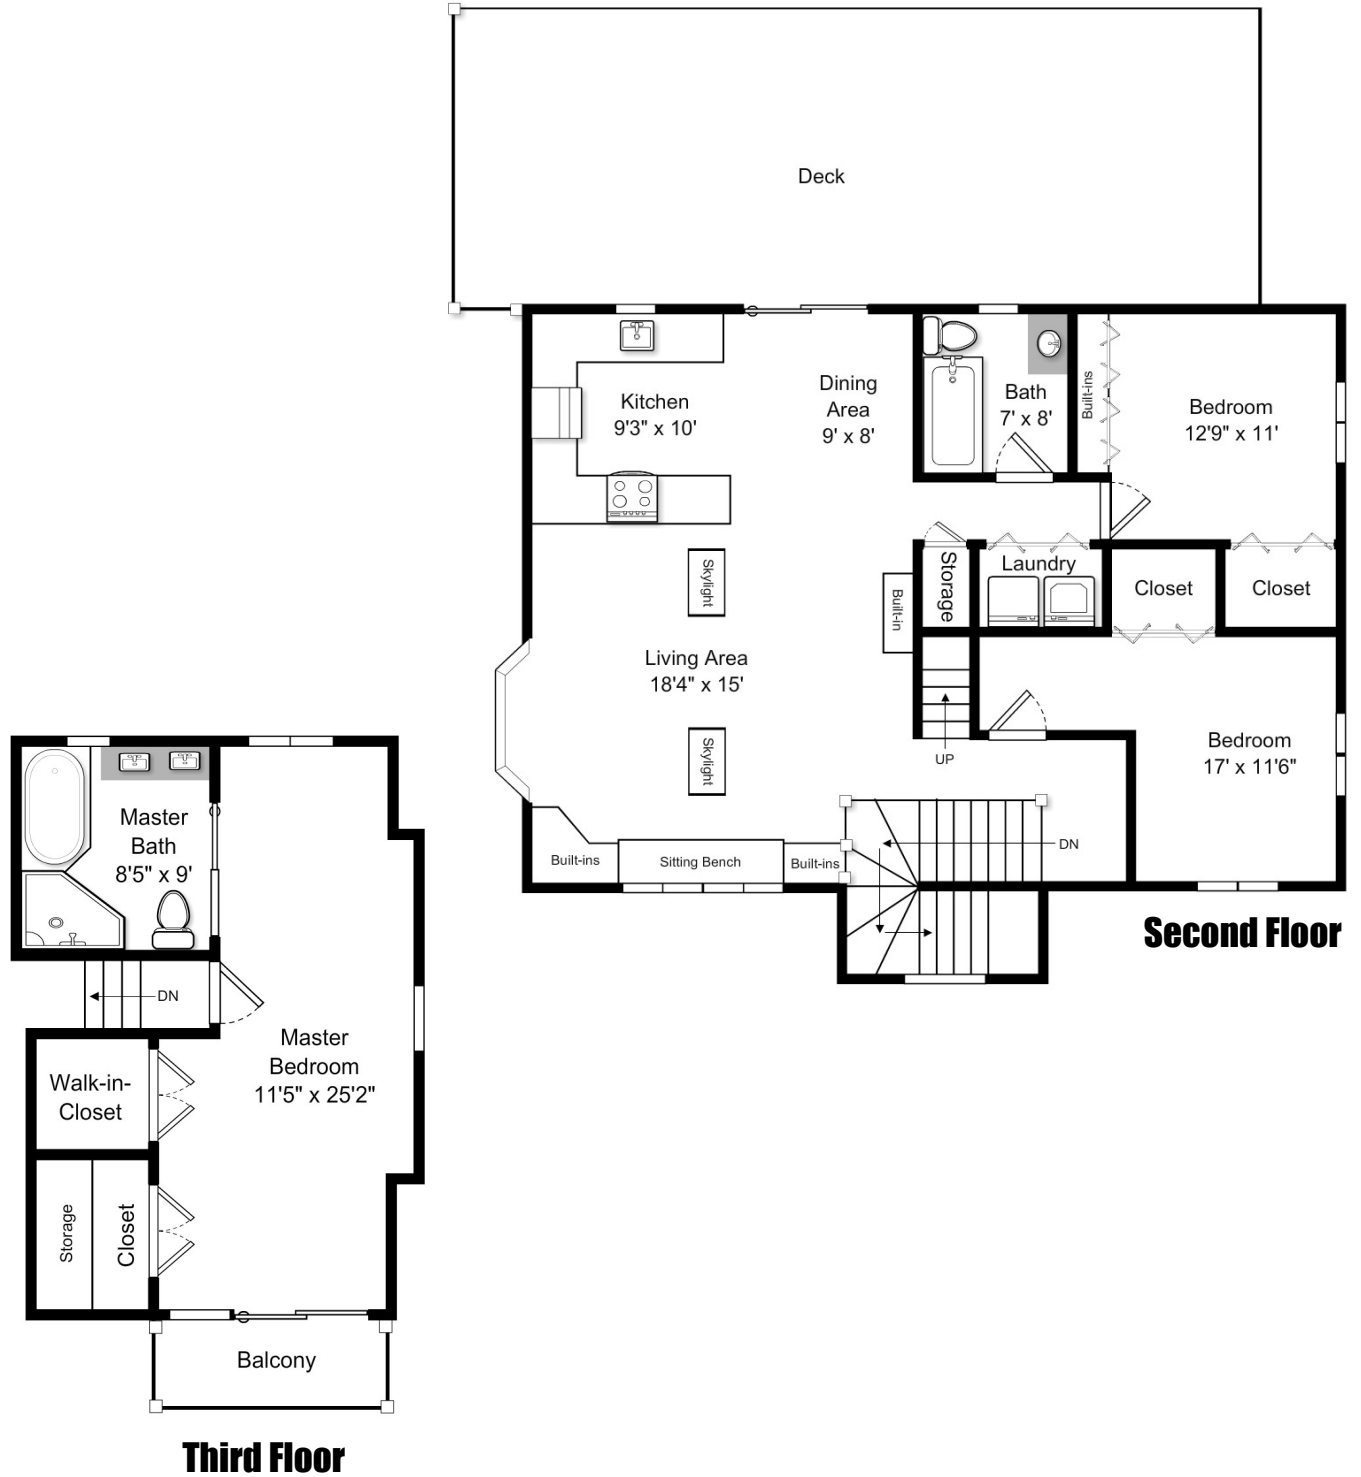 Deck
Kitchen
9'3" x 10'
Dining
Area
9' x 8'
Bath
7' x 8'
Built-ins
Bedroom
12'9" x 11'
Skylight
Built-in
Storage
Laundry
Closet
Closet
Living Area
18'4" x 15'
Skylight
UP
Bedroom
17' x 11'6"
Built-ins
Sitting Bench
Built-ins
DN
Second Floor
Master
Bath
8'5" x 9'
DN
Master
Bedroom
11'5" x 25'2"
Walk-in-
Closet
Storage
Closet
Balcony
Third Floor